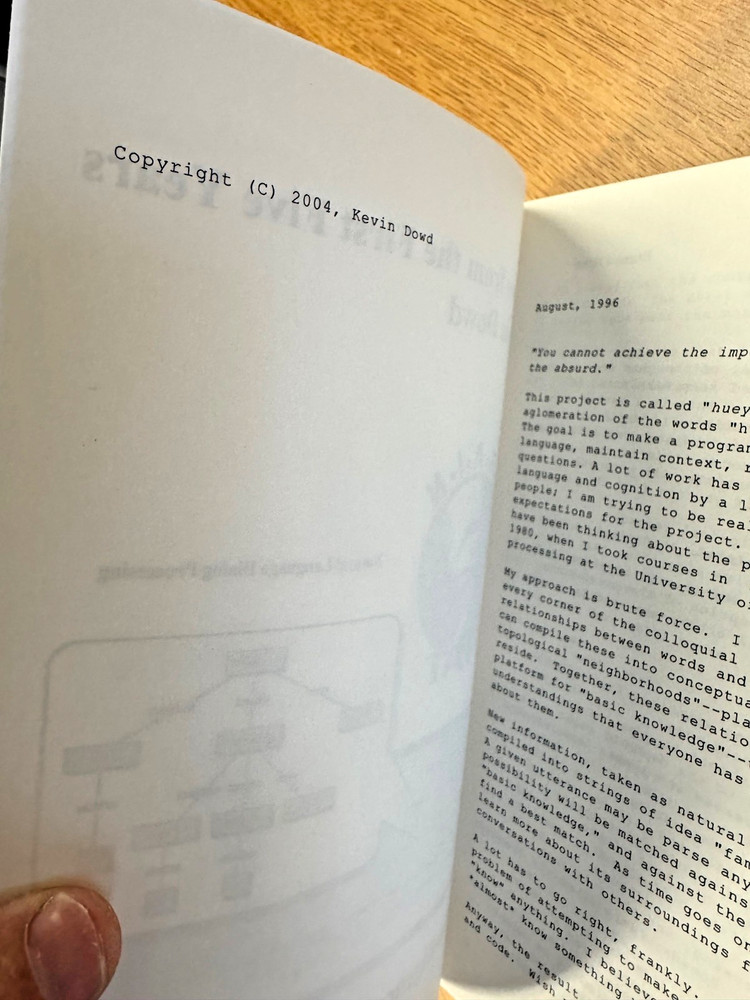 Copyright (C) 2004, Kevin Dowd
August, 1996
"You cannot achieve the imp
the absurd."
This project is called "huey
aglomeration of the words "h
The goal is to make a program
language, maintain context, r
questions. A lot of work has
language and cognition by a l
people; I am trying to be real
expectations for the project.
have been thinking about the p
1980, when I took courses in
processing at the University o
My approach is brute force. I
every corner of the colloquial
relationships between words and
can compile these into conceptua
topological "neighborhoods"--pla
reside. Together, these relatio
platform for "basic knowledge"--
understandings that everyone has
about them.
New information, taken as natural
compiled into strings of idea "fam
A given utterance may be parse any
possibility will be matched agains
"basic knowledge," and against the
find a best match. As time goes on
learn more about its surroundings f
conversations with others.
A lot has to go right, frankly.
problem of attempting to make
"know" anything. I believe
*almost* know something
Anyway, the result
and code. Wish